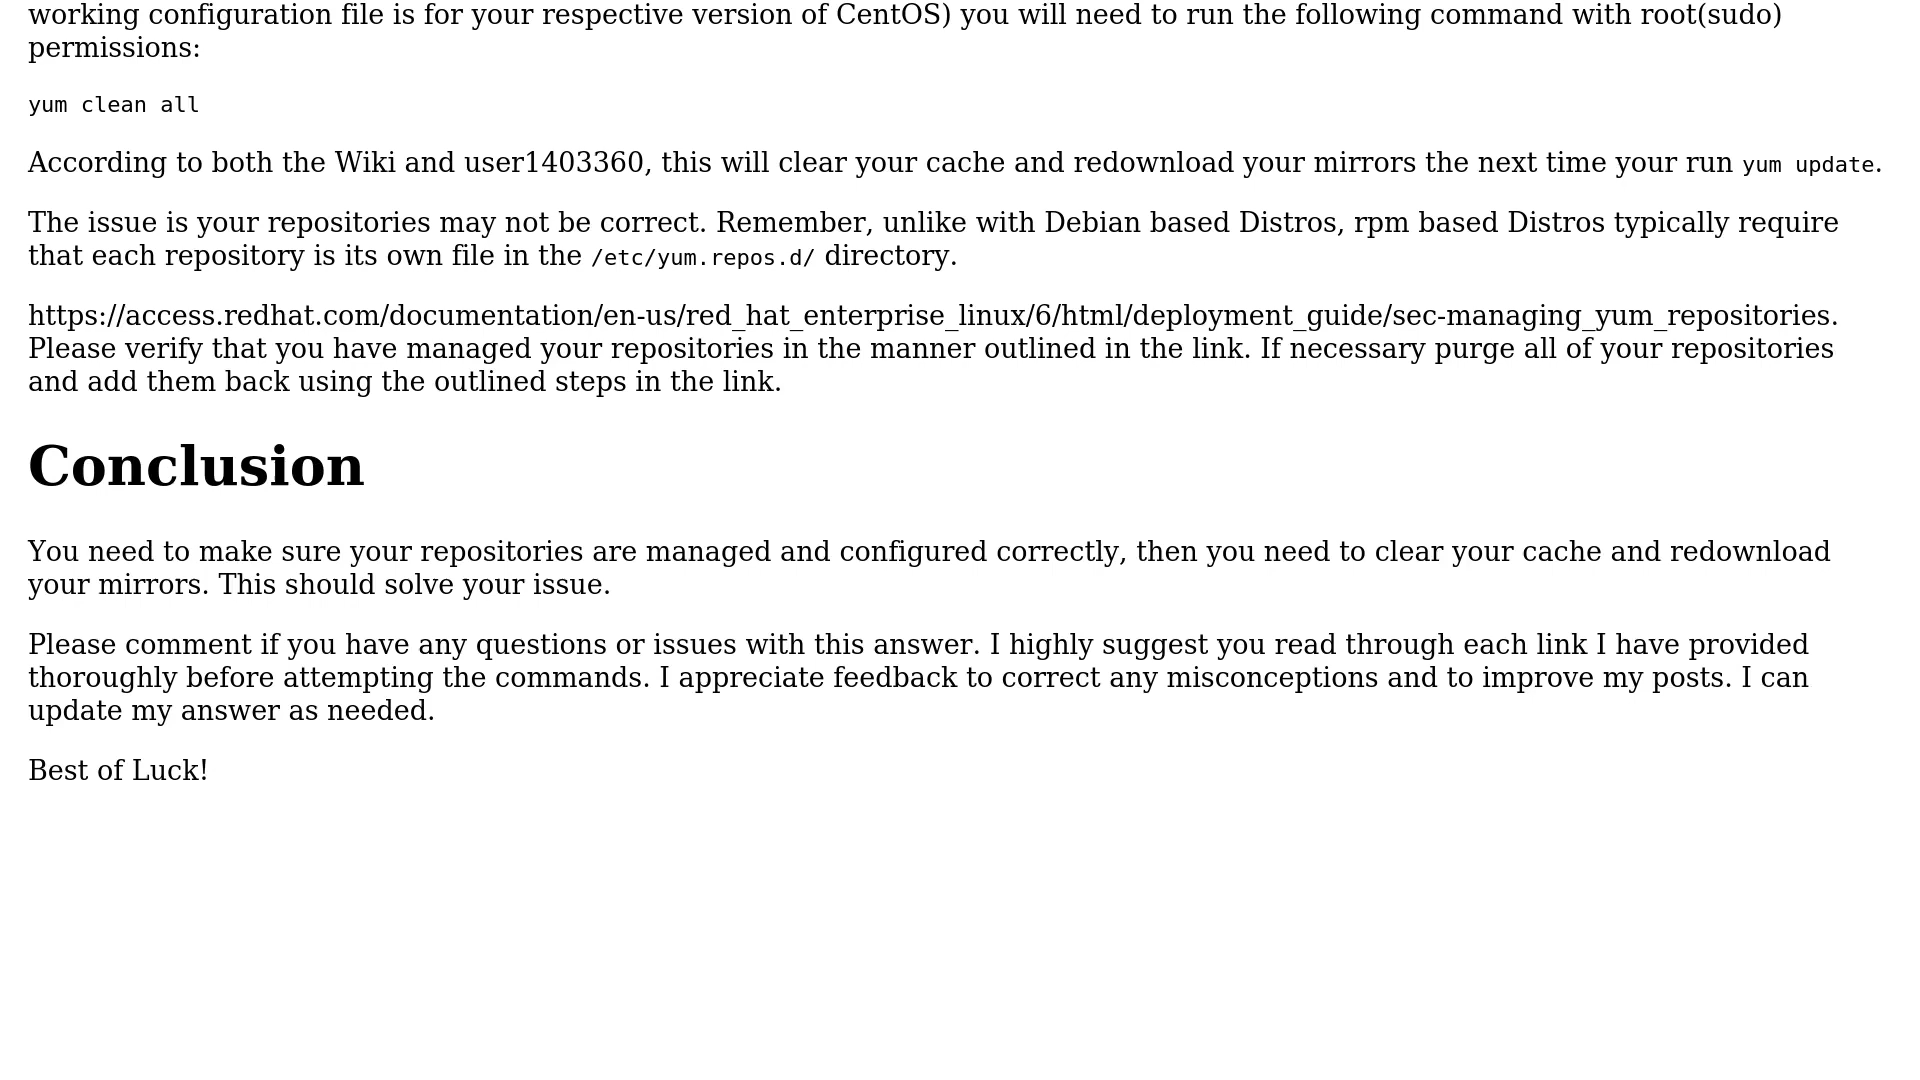 working configuration file is for your respective version of CentOS) you will need to run the following command with root(sudo)
permissions:
yum clean all
According to both the Wiki and user1403360, this will clear your cache and redownload your mirrors the next time your run yum update.
The issue is your repositories may not be correct. Remember, unlike with Debian based Distros, rpm based Distros typically require
that each repository is its own file in the /etc/yum.repos.d/ directory.
https://access.redhat.com/documentation/en-us/red_hat_enterprise_linux/6/html/deployment_guide/sec-managing_yum_repositories.
Please verify that you have managed your repositories in the manner outlined in the link. If necessary purge all of your repositories
and add them back using the outlined steps in the link.
Conclusion
You need to make sure your repositories are managed and configured correctly, then you need to clear your cache and redownload
your mirrors. This should solve your issue.
Please comment if you have any questions or issues with this answer. I highly suggest you read through each link I have provided
thoroughly before attempting the commands. I appreciate feedback to correct any misconceptions and to improve my posts. I can
update my answer as needed.
Best of Luck!